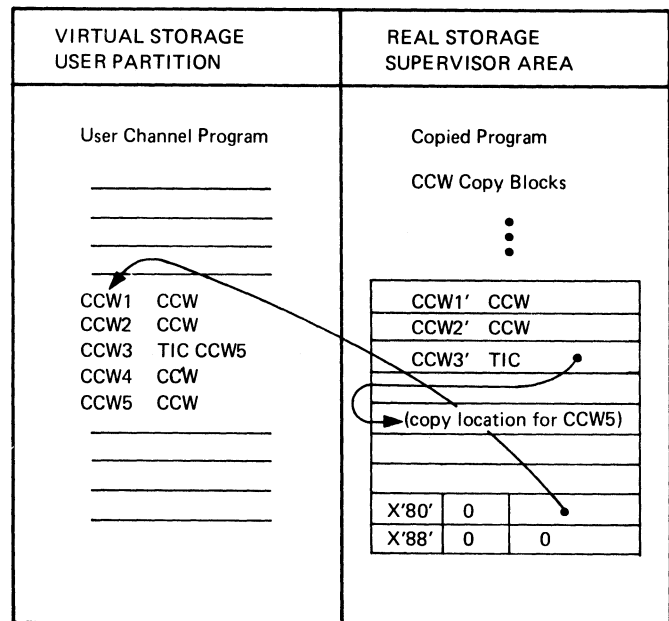 VIRTUAL STORAGE
USER PARTITION
REAL STORAGE
SUPERVISOR AREA
User Channel Program
CCW1 CCW
CCW2 CCW
CCW3 TIC CCW5
CCW4 CCW
CCW5 CCW
Copied Program
CCW Copy Blocks
CCW1' CCW
CCW2' CCW
CCW3' TIC
(copy location for CCW5)
X'80' 0
X'88' 0 0